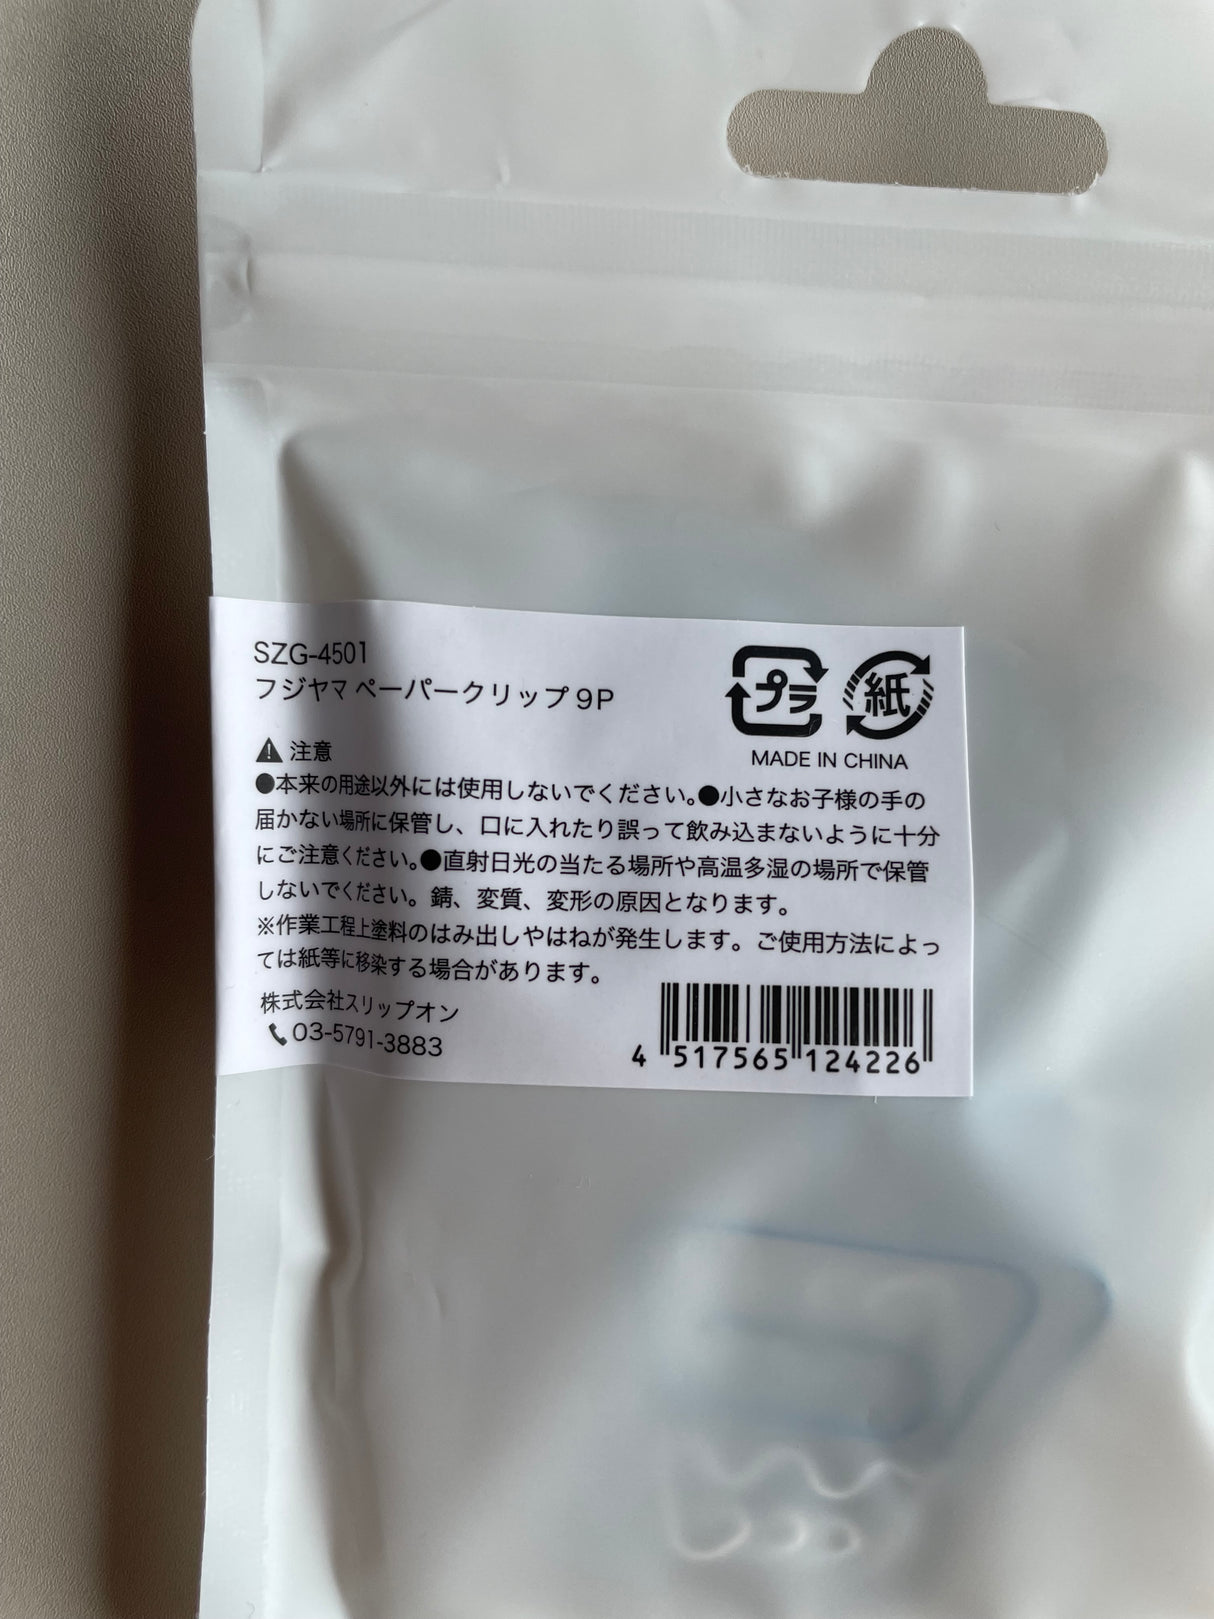 SZG-4501
フジヤマ ペーパークリップ 9P
プラ
紙
MADE IN CHINA
注意
●本来の用途以外には使用しないでください。●小さなお子様の手の
届かない場所に保管し、口に入れたり誤って飲み込まないように十分
にご注意ください。●直射日光の当たる場所や高温多湿の場所で保管
しないでください。錆、変質、変形の原因となります。
※作業工程上塗料のはみ出しやはねが発生します。ご使用方法によっ
ては紙等に移染する場合があります。
株式会社スリップオン
03-5791-3883
4 517565 124226